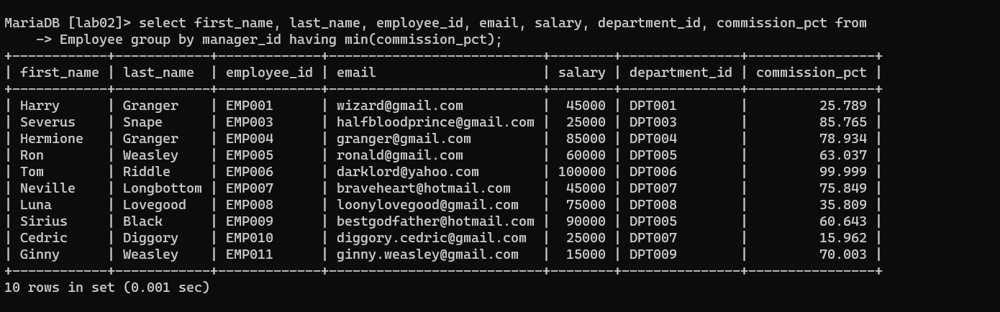 MariaDB [lab02]> select first_name, last_name, employee_id, email, salary, department_id, commission_pct from
    -> Employee group by manager_id having min(commission_pct);
+------------+------------+-------------+---------------------------+--------+---------------+----------------+
| first_name | last_name  | employee_id | email                     | salary | department_id | commission_pct |
+------------+------------+-------------+---------------------------+--------+---------------+----------------+
| Harry      | Granger    | EMP001      | wizard@gmail.com          |  45000 | DPT001        |         25.789 |
| Severus    | Snape      | EMP003      | halfbloodprince@gmail.com |  25000 | DPT003        |         85.765 |
| Hermione   | Granger    | EMP004      | granger@gmail.com         |  85000 | DPT004        |         78.934 |
| Ron        | Weasley    | EMP005      | ronald@gmail.com          |  60000 | DPT005        |         63.037 |
| Tom        | Riddle     | EMP006      | darklord@yahoo.com        | 100000 | DPT006        |         99.999 |
| Neville    | Longbottom | EMP007      | braveheart@hotmail.com    |  45000 | DPT007        |         75.849 |
| Luna       | Lovegood   | EMP008      | loonylovegood@gmail.com   |  75000 | DPT008        |         35.809 |
| Sirius     | Black      | EMP009      | bestgodfather@hotmail.com |  90000 | DPT005        |         60.643 |
| Cedric     | Diggory    | EMP010      | diggory.cedric@gmail.com  |  25000 | DPT007        |         15.962 |
| Ginny      | Weasley    | EMP011      | ginny.weasley@gmail.com   |  15000 | DPT009        |         70.003 |
+------------+------------+-------------+---------------------------+--------+---------------+----------------+
10 rows in set (0.001 sec)